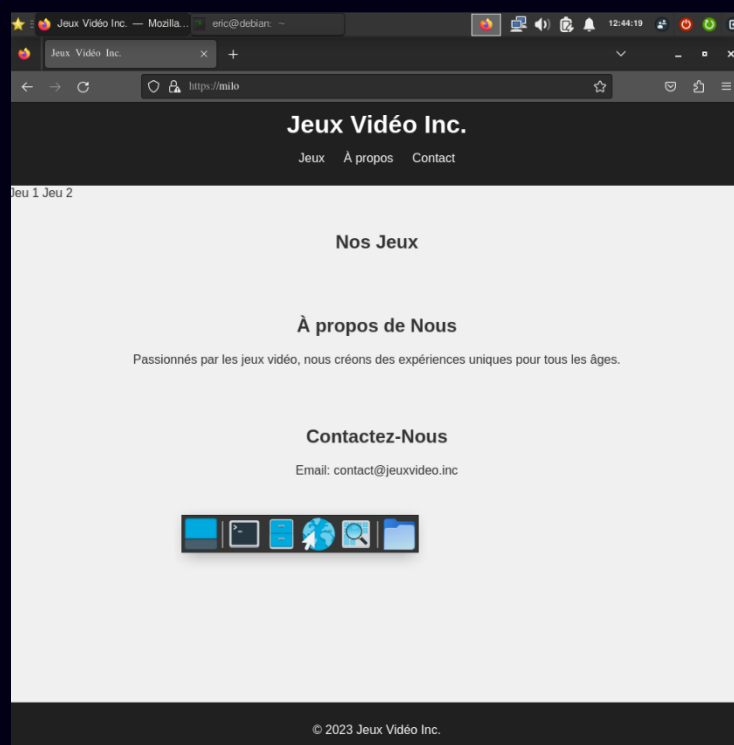 Jeux Vidéo Inc. — Mozilla... eric@debian: ~ 12:44:19
Jeux Vidéo Inc.
https://milo
Jeux Vidéo Inc.
Jeux À propos Contact
Jeu 1 Jeu 2
Nos Jeux
À propos de Nous
Passionnés par les jeux vidéo, nous créons des expériences uniques pour tous les âges.
Contactez-Nous
Email: contact@jeuxvideo.inc
© 2023 Jeux Vidéo Inc.